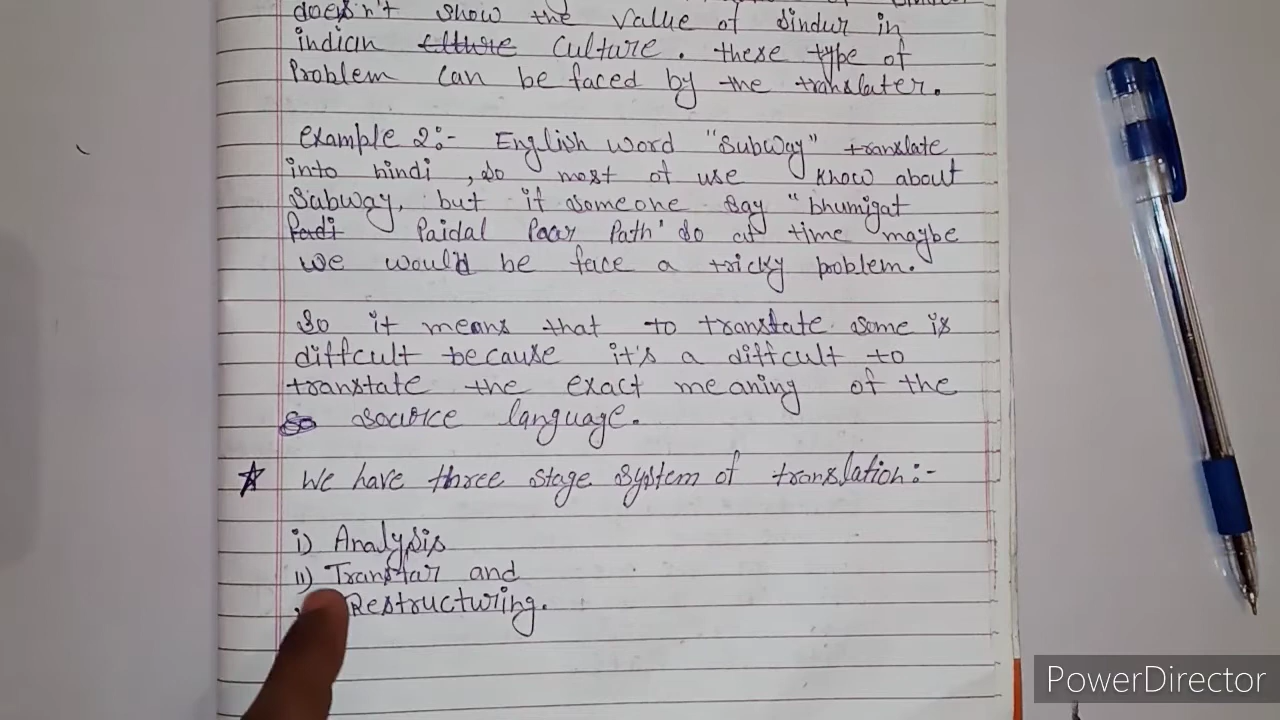 doesn't show the value of Sindur in
indian culture. these type of
Problem can be faced by the translater.
Example 2:- English word "Subway" translate
into hindi, so most of use know about
Subway, but if someone say "bhumigat
Paidal Paar Path' So at time maybe
we would be face a tricky problem.
So it means that to transtate some is
diffcult because it's a diffcult to
transtate the exact meaning of the
source language.
☆ We have three stage system of translation:-
i) Analysis
ii) Transtar and
Restructuring.
PowerDirector